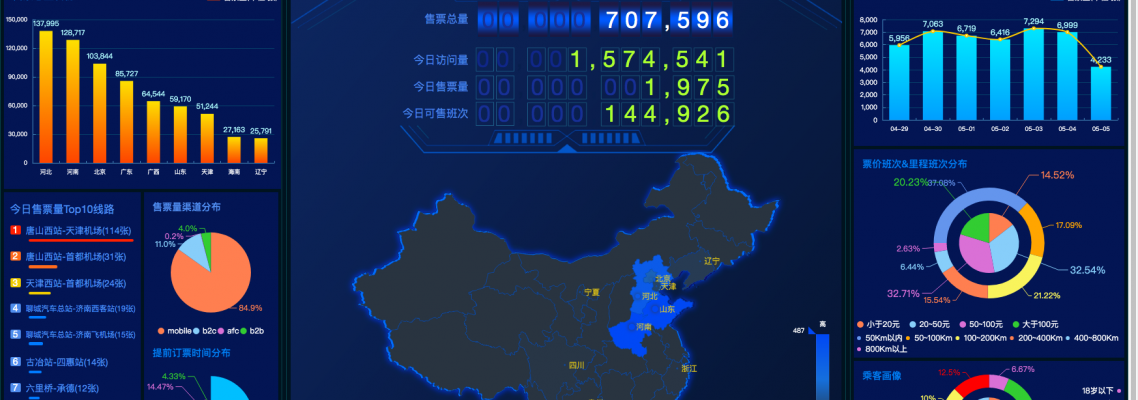 150,000
120,000
90,000
60,000
30,000
0
137,995
128,717
103,844
85,727
64,544
59,170
51,244
27,163
25,791
河北 河南 北京 广东 广西 山东 天津 海南 辽宁
今日售票量Top10线路
1 唐山西站-天津机场(114张)
2 唐山西站-首都机场(31张)
3 天津西站-首都机场(24张)
4 聊城汽车总站-济南西客站(19张)
5 聊城汽车总站-济南飞机场(15张)
6 古冶站-四惠站(14张)
7 六里桥-承德(12张)
售票量渠道分布
4.0%
0.2%
11.0%
84.9%
mobile b2c afc b2b
提前订票时间分布
4.33%
14.47%
售票总量 00 000 707,596
今日访问量 00 001,574,541
今日售票量 00 000 001,975
今日可售班次 00 000 144,926
辽宁
北京
天津
宁夏
河北
山东
河南
四川
浙江
高
487
8,000
7,000
6,000
5,000
4,000
3,000
2,000
1,000
0
5,956
7,063
6,719
6,416
7,294
6,999
4,233
04-29 04-30 05-01 05-02 05-03 05-04 05-05
票价班次&里程班次分布
14.52%
20.23%
37.08%
17.09%
2.63%
6.44%
32.54%
32.71%
15.54%
21.22%
小于20元 20~50元 50~100元 大于100元
50Km以内 50~100Km 100~200Km 200~400Km 400~800Km
800Km以上
乘客画像
12.5%
6.67%
10%
18岁以下